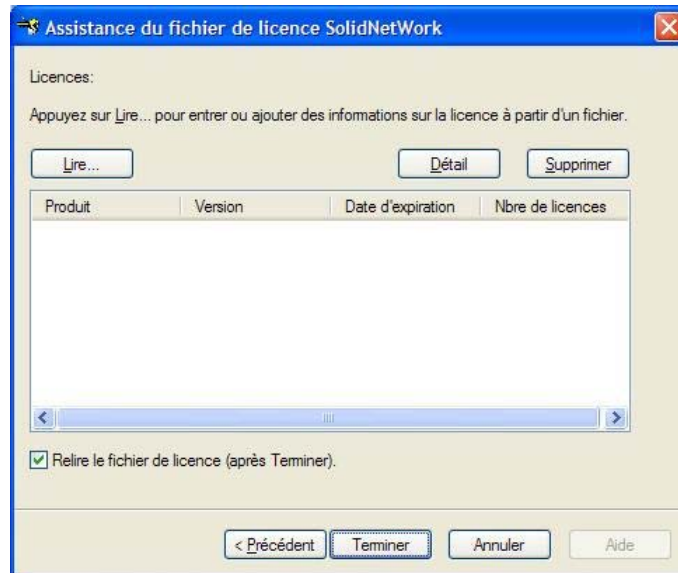 Assistance du fichier de licence SolidNetWork
Licences:
Appuyez sur Lire... pour entrer ou ajouter des informations sur la licence à partir d'un fichier.
Lire... Détail Supprimer
Produit Version Date d'expiration Nbre de licences
Relire le fichier de licence (après Terminer).
< Précédent Terminer Annuler Aide